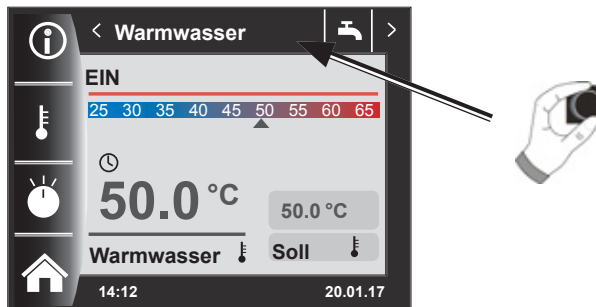 < Warmwasser >
EIN
25 30 35 40 45 50 55 60 65
50.0 °C
50.0 °C
Warmwasser Soll
14:12 20.01.17